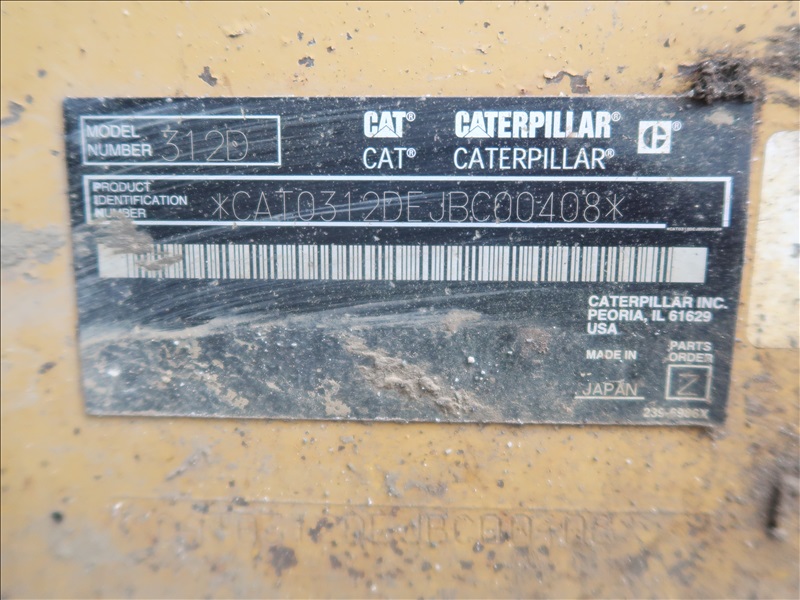 MODEL
NUMBER 312D
CAT® CATERPILLAR® C®
CAT® CATERPILLAR®
PRODUCT
IDENTIFICATION
NUMBER
*CAT0312DEJBC00408*
CATERPILLAR INC.
PEORIA, IL 61629
USA
MADE IN
JAPAN
PARTS
ORDER
Z